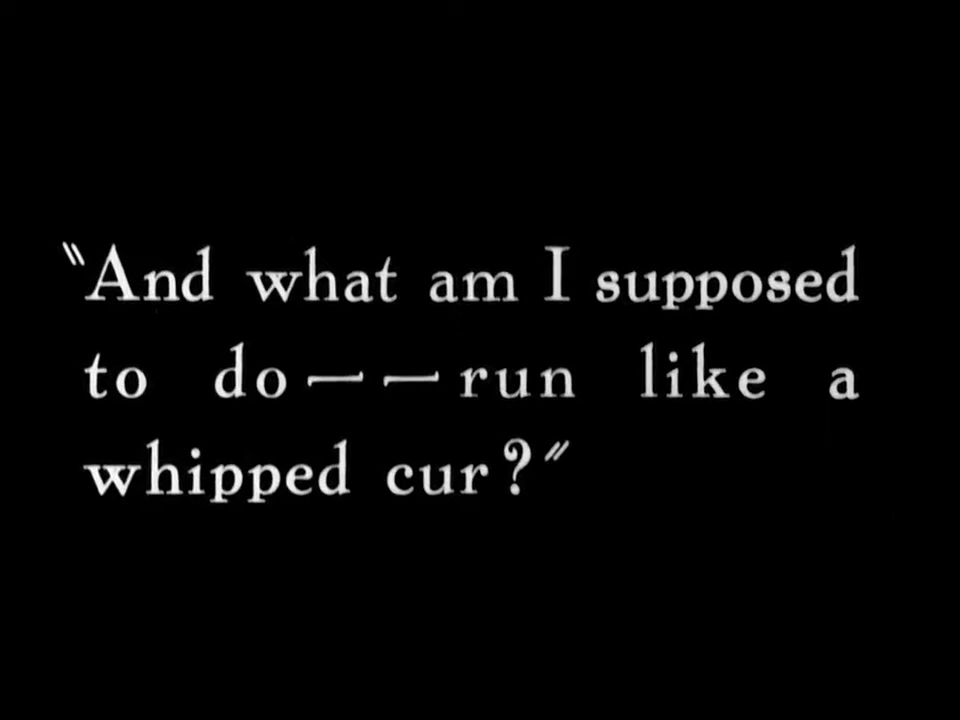 "And what am I supposed
to do——run like a
whipped cur?"